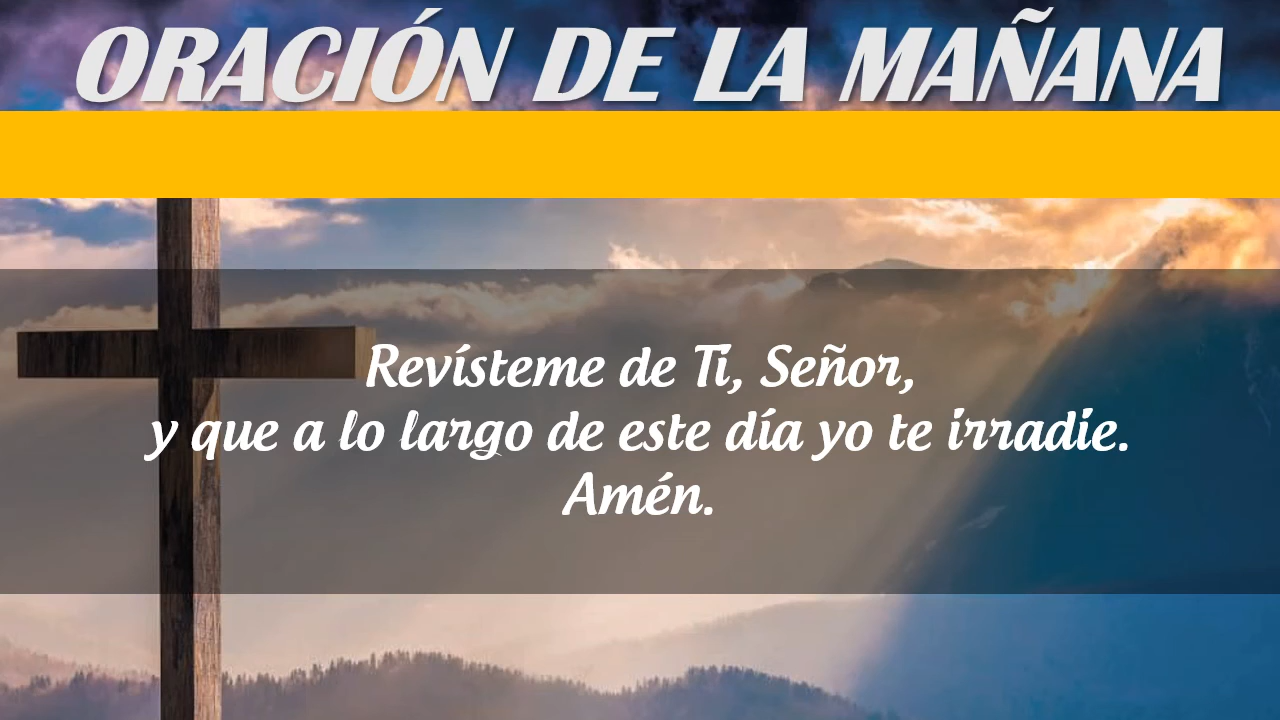 ORACIÓN DE LA MAÑANA
Revísteme de Ti, Señor,
y que a lo largo de este día yo te irradie.
Amén.